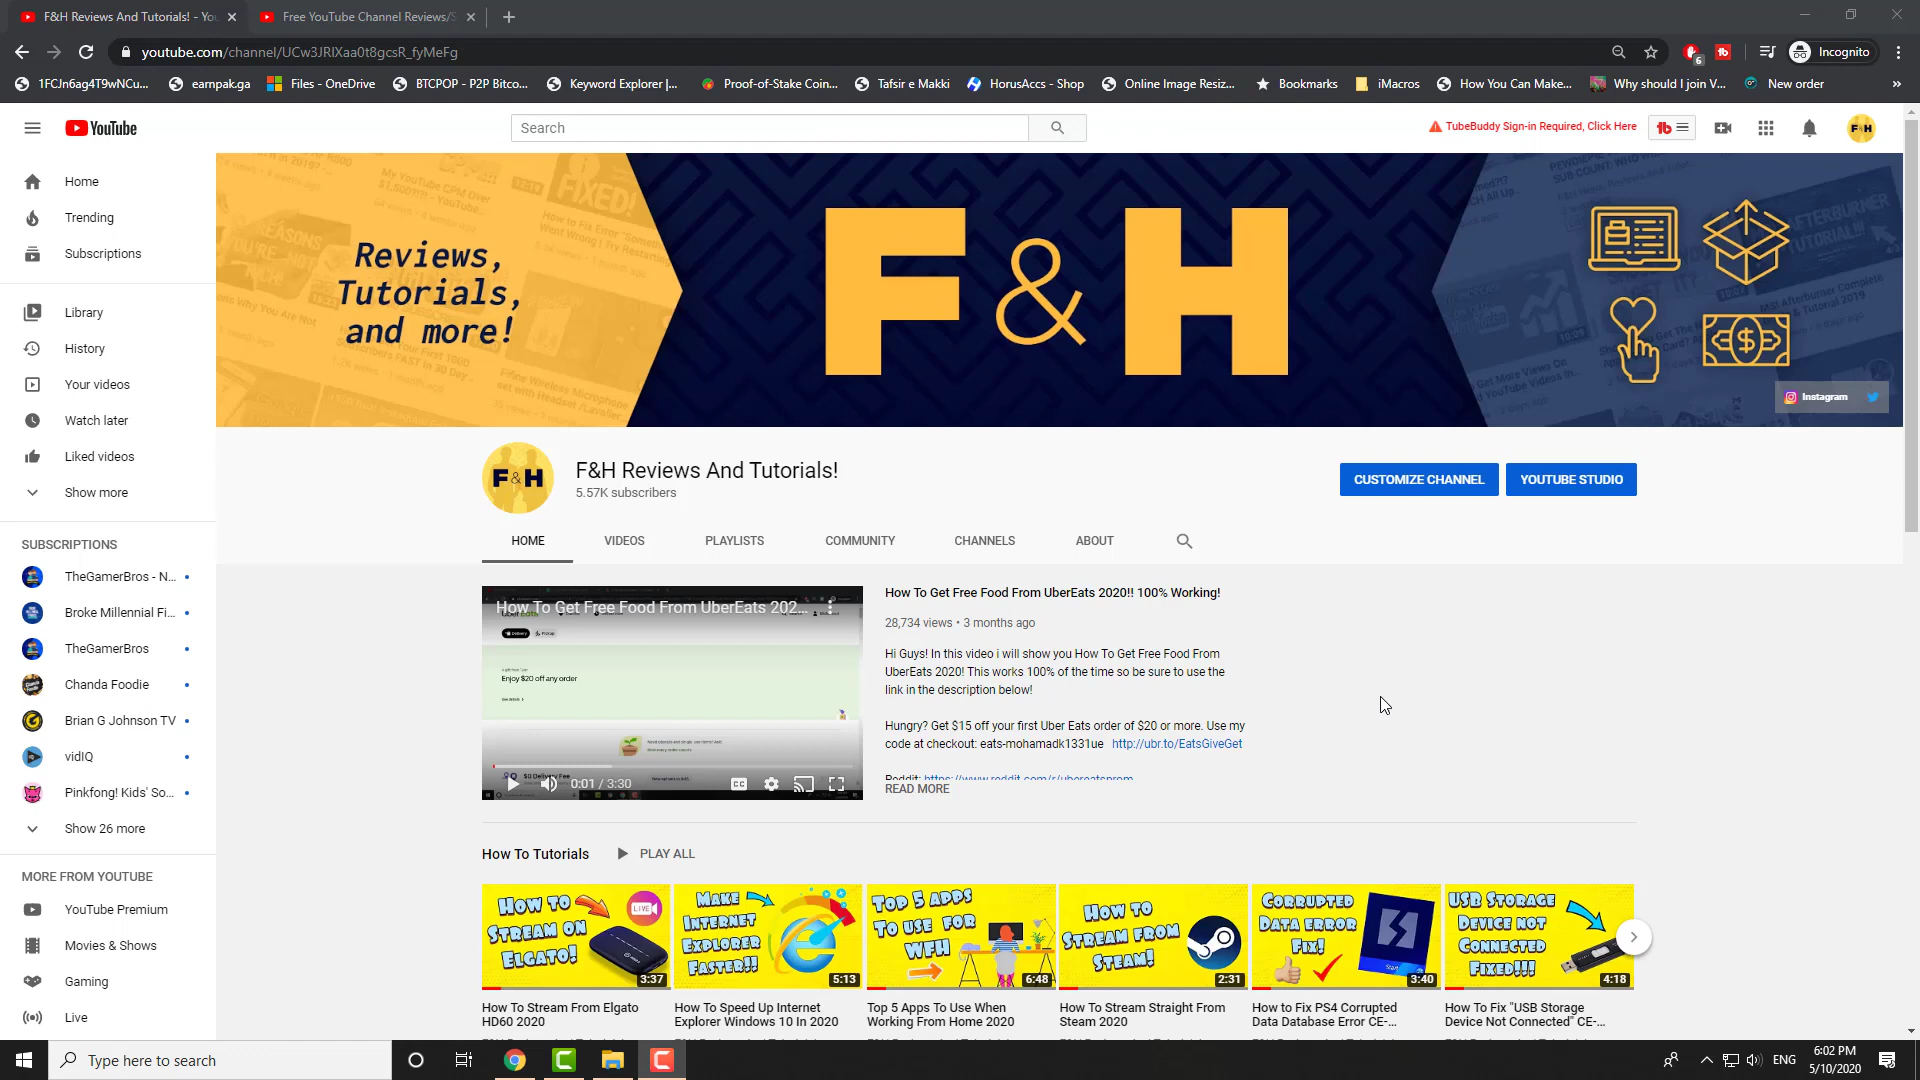 F&H Reviews And Tutorials! - You
Free YouTube Channel Reviews/S
youtube.com/channel/UCw3JRlXaa0t8gcsR_fyMeFg
6
Incognito
1FCJn6ag4T9wNCu...
earnpak.ga
Files - OneDrive
BTCPOP - P2P Bitco...
Keyword Explorer |...
Proof-of-Stake Coin...
Tafsir e Makki
HorusAccs - Shop
Online Image Resiz...
Bookmarks
iMacros
How You Can Make...
Why should I join V...
New order
»
YouTube
Search
TubeBuddy Sign-in Required, Click Here
F&H
Home
Trending
Subscriptions
Library
History
Your videos
Watch later
Liked videos
Show more
SUBSCRIPTIONS
TheGamerBros - N...
Broke Millennial Fi...
TheGamerBros
Chanda Foodie
Brian G Johnson TV
vidIQ
Pinkfong! Kids' So...
Show 26 more
MORE FROM YOUTUBE
YouTube Premium
Movies & Shows
Gaming
Live
Reviews,
Tutorials,
and more!
F & H
Instagram
F & H
F&H Reviews And Tutorials!
5.57K subscribers
CUSTOMIZE CHANNEL
YOUTUBE STUDIO
HOME
VIDEOS
PLAYLISTS
COMMUNITY
CHANNELS
ABOUT
How To Get Free Food From UberEats 202...
Enjoy $20 off any order
$0 Delivery Fee
0:01 / 3:30
How To Get Free Food From UberEats 2020!! 100% Working!
28,734 views • 3 months ago
Hi Guys! In this video i will show you How To Get Free Food From
UberEats 2020! This works 100% of the time so be sure to use the
link in the description below!
Hungry? Get $15 off your first Uber Eats order of $20 or more. Use my
code at checkout: eats-mohamadk1331ue http://ubr.to/EatsGiveGet
Reddit: https://www.reddit.com/r/ubereatsprom
READ MORE
How To Tutorials
PLAY ALL
HOW TO
STREAM ON
ELGATO!
LIVE
3:37
How To Stream From Elgato
HD60 2020
MAKE
INTERNET
EXPLORER
FASTER!!
5:13
How To Speed Up Internet
Explorer Windows 10 In 2020
TOP 5 APPS
TO USE FOR
WFH
6:48
Top 5 Apps To Use When
Working From Home 2020
HOW TO
STREAM FROM
STEAM!
2:31
How To Stream Straight From
Steam 2020
CORRUPTED
DATA ERROR
FIX!
Start
3:40
How to Fix PS4 Corrupted
Data Database Error CE-...
USB STORAGE
DEVICE NOT
CONNECTED
FIXED!!!
4:18
How To Fix "USB Storage
Device Not Connected" CE-...
Type here to search
ENG
6:02 PM
5/10/2020